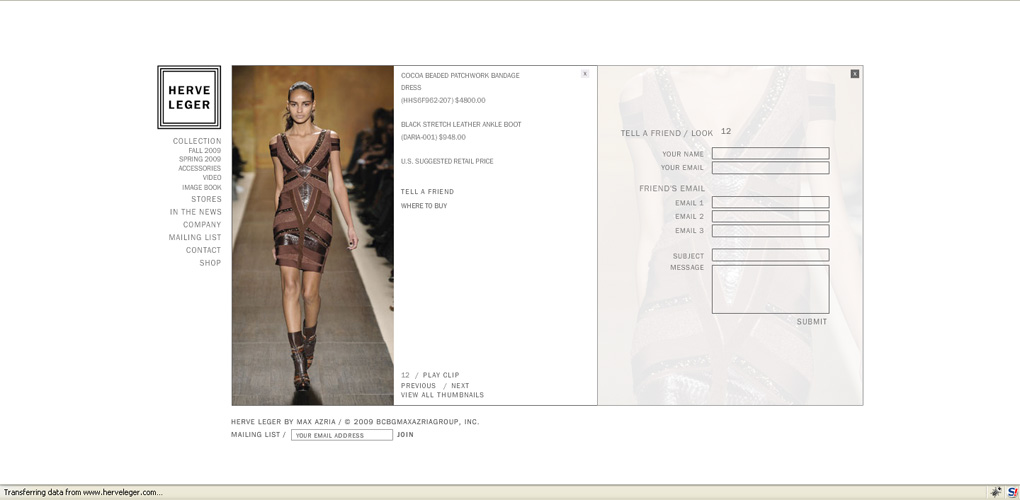 HERVE
LEGER
COLLECTION
FALL 2009
SPRING 2009
ACCESSORIES
VIDEO
IMAGE BOOK
STORES
IN THE NEWS
COMPANY
MAILING LIST
CONTACT
SHOP
x
COCOA BEADED PATCHWORK BANDAGE
DRESS
(HHS6F962-207) $4800.00
BLACK STRETCH LEATHER ANKLE BOOT
(DARIA-001) $948.00
U.S. SUGGESTED RETAIL PRICE
TELL A FRIEND
WHERE TO BUY
12 / PLAY CLIP
PREVIOUS / NEXT
VIEW ALL THUMBNAILS
x
TELL A FRIEND / LOOK 12
YOUR NAME
YOUR EMAIL
FRIEND'S EMAIL
EMAIL 1
EMAIL 2
EMAIL 3
SUBJECT
MESSAGE
SUBMIT
HERVE LEGER BY MAX AZRIA / © 2009 BCBGMAXAZRIAGROUP, INC.
MAILING LIST / YOUR EMAIL ADDRESS JOIN
Transferring data from www.herveleger.com...